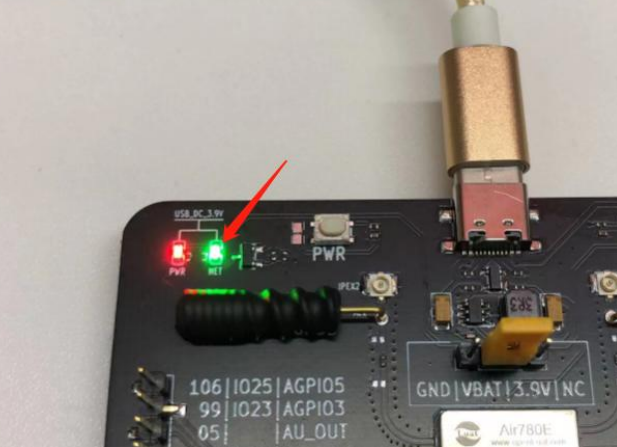 USB_DC_3.9V
PWR
NET
PWR
IPEX2
3R3
GND|VBAT|3.9V|NC
106|IO25|AGPIO5
99|IO23|AGPIO3
05| |AU_OUT
Air780E